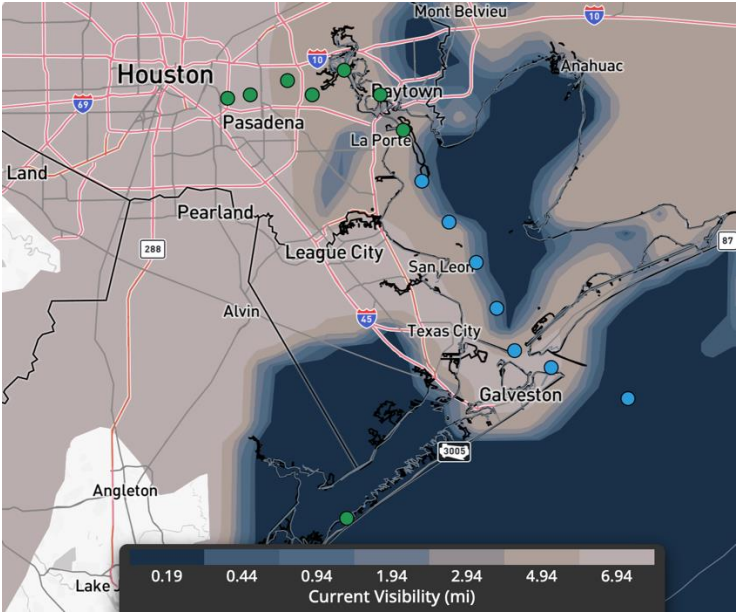 Mont Belvieu
10
Houston
10
Anahuac
Baytown
69
Pasadena
La Porte
Land
Pearland
288
League City
87
San Leon
Alvin
45
Texas City
Galveston
3005
Angleton
Lake
0.19 0.44 0.94 1.94 2.94 4.94 6.94
Current Visibility (mi)